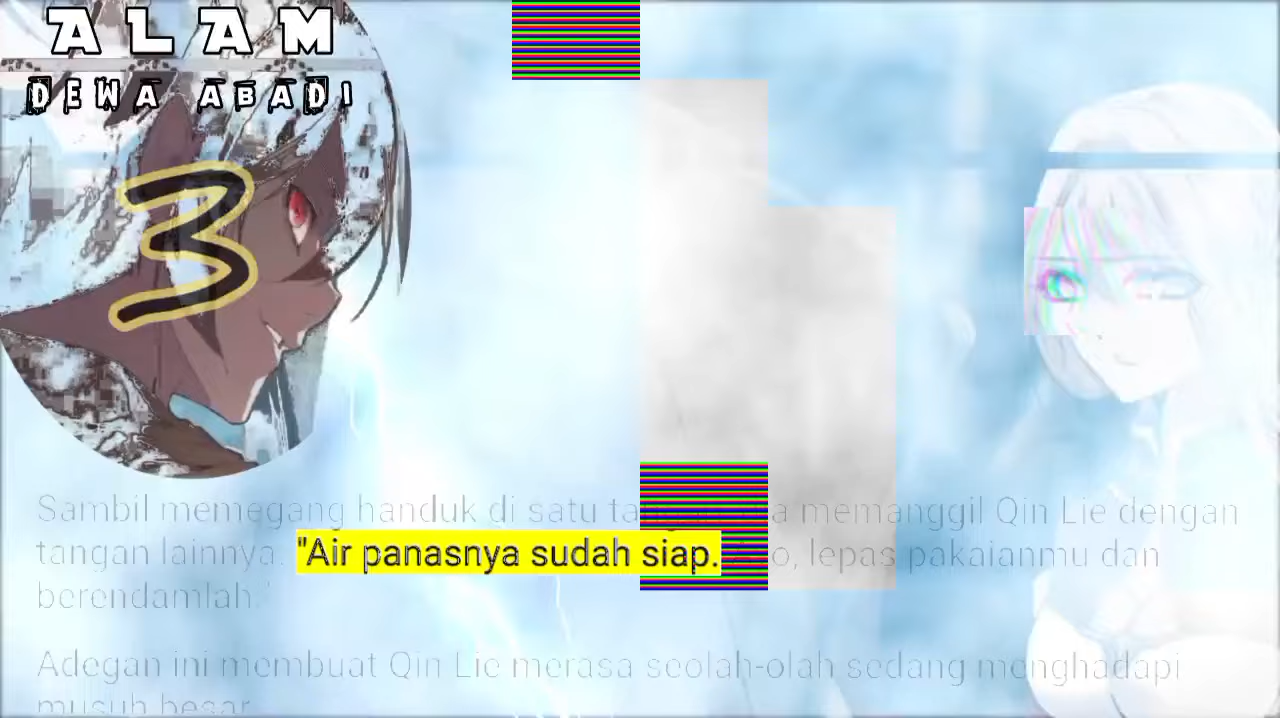 ALAM
DEWA ABADI
3
Sambil memegang handuk di satu memanggil Qin Lie dengan
tangan lainnya. "Air panasnya sudah siap. lepas pakaianmu dan
berendamlah."
Adegan ini membuat Qin Lie merasa seolah-olah sedang menghadapi
musuh besar